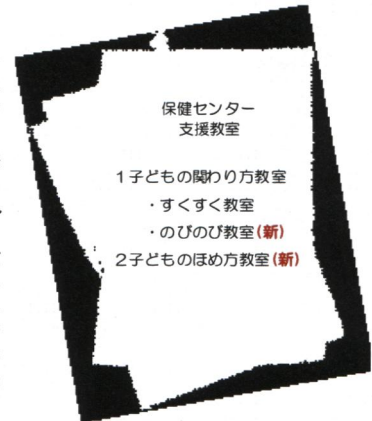 保健センター
支援教室
1子どもの関わり方教室
・すくすく教室
・のびのび教室(新)
2子どものほめ方教室(新)